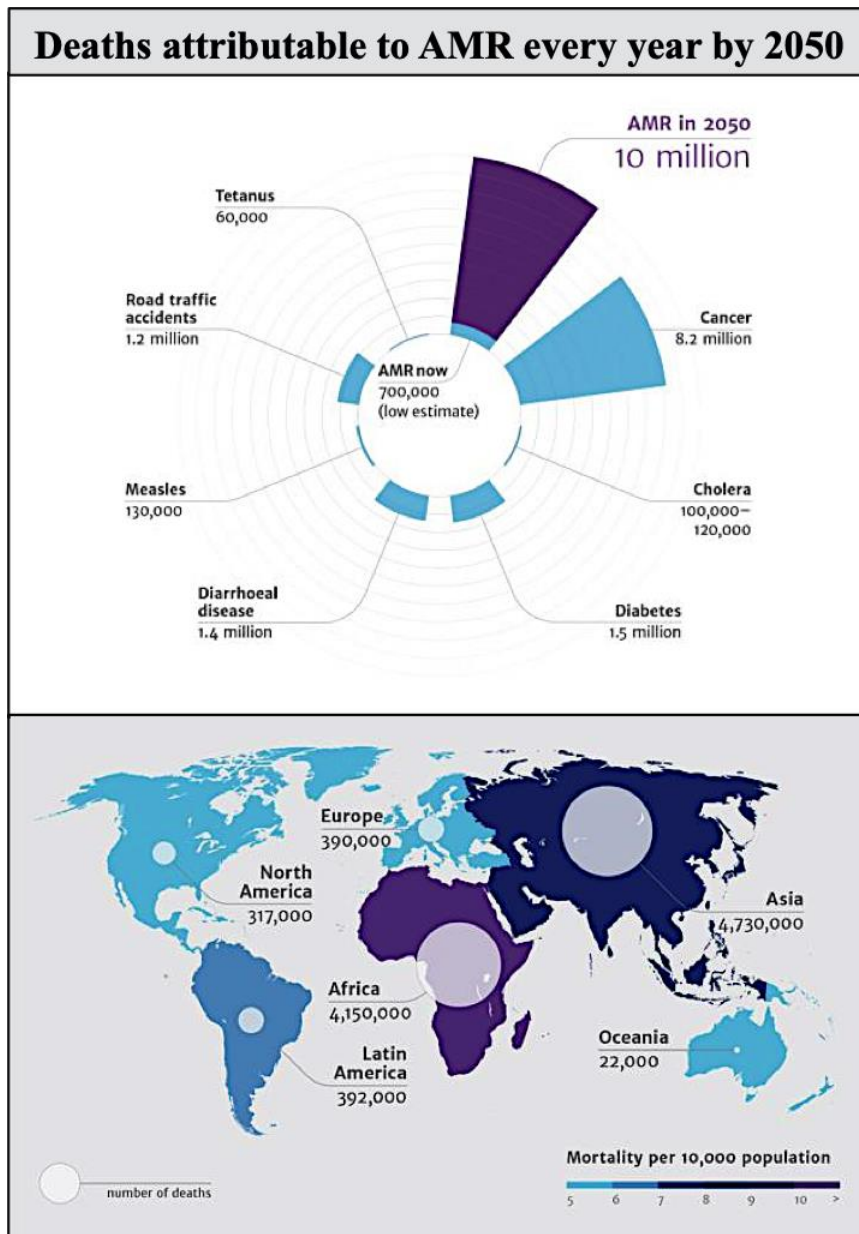 Deaths attributable to AMR every year by 2050
AMR in 2050
10 million
Tetanus
60,000
Road traffic
accidents
1.2 million
Cancer
8.2 million
AMR now
700,000
(low estimate)
Measles
130,000
Cholera
100,000–
120,000
Diarrhoeal
disease
1.4 million
Diabetes
1.5 million
Europe
390,000
North
America
317,000
Asia
4,730,000
Africa
4,150,000
Oceania
22,000
Latin
America
392,000
number of deaths
Mortality per 10,000 population
5 6 7 8 9 10 >